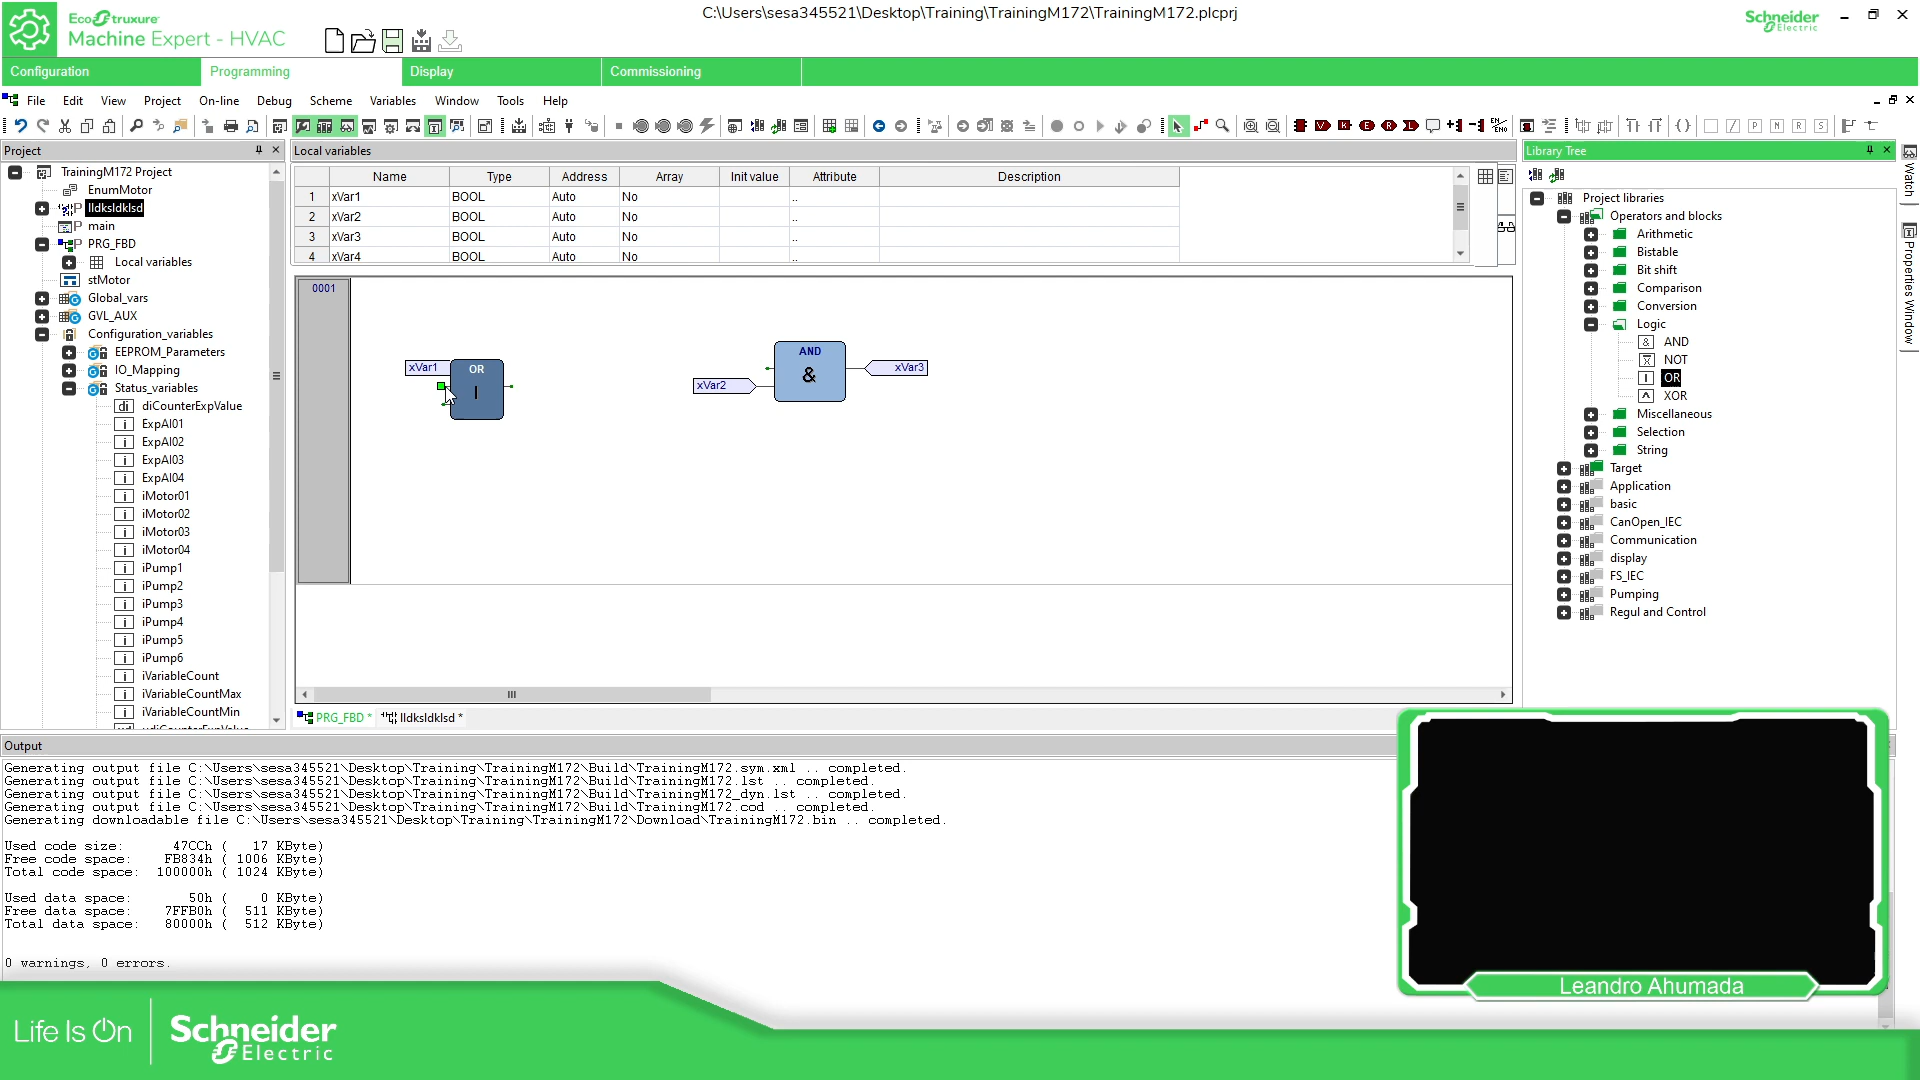 C:\Users\sesa345521\Desktop\Training\TrainingM172\TrainingM172.plcprj
EcoStruxure
Machine Expert - HVAC
Schneider
Electric
Configuration
Programming
Display
Commissioning
File Edit View Project On-line Debug Scheme Variables Window Tools Help
Project
Local variables
Library Tree
TrainingM172 Project
EnumMotor
lldksldklsd
main
PRG_FBD
Local variables
stMotor
Global_vars
GVL_AUX
Configuration_variables
EEPROM_Parameters
IO_Mapping
Status_variables
diCounterExpValue
ExpAI01
ExpAI02
ExpAI03
ExpAI04
iMotor01
iMotor02
iMotor03
iMotor04
iPump1
iPump2
iPump3
iPump4
iPump5
iPump6
iVariableCount
iVariableCountMax
iVariableCountMin
Name Type Address Array Init value Attribute Description
1 xVar1 BOOL Auto No ..
2 xVar2 BOOL Auto No ..
3 xVar3 BOOL Auto No ..
4 xVar4 BOOL Auto No ..
0001
xVar1
OR
xVar2
AND
&
xVar3
PRG_FBD *
lldksldklsd *
Project libraries
Operators and blocks
Arithmetic
Bistable
Bit shift
Comparison
Conversion
Logic
& AND
NOT
OR
XOR
Miscellaneous
Selection
String
Target
Application
basic
CanOpen_IEC
Communication
display
FS_IEC
Pumping
Regul and Control
Watch
Properties Window
Output
Generating output file C:\Users\sesa345521\Desktop\Training\TrainingM172\Build\TrainingM172.sym.xml .. completed.
Generating output file C:\Users\sesa345521\Desktop\Training\TrainingM172\Build\TrainingM172.lst .. completed.
Generating output file C:\Users\sesa345521\Desktop\Training\TrainingM172\Build\TrainingM172_dyn.lst .. completed.
Generating output file C:\Users\sesa345521\Desktop\Training\TrainingM172\Build\TrainingM172.cod .. completed.
Generating downloadable file C:\Users\sesa345521\Desktop\Training\TrainingM172\Download\TrainingM172.bin .. completed.
Used code size: 47CCh ( 17 KByte)
Free code space: FB834h ( 1006 KByte)
Total code space: 100000h ( 1024 KByte)
Used data space: 50h ( 0 KByte)
Free data space: 7FFB0h ( 511 KByte)
Total data space: 80000h ( 512 KByte)
0 warnings, 0 errors.
Leandro Ahumada
Life Is On
Schneider
Electric